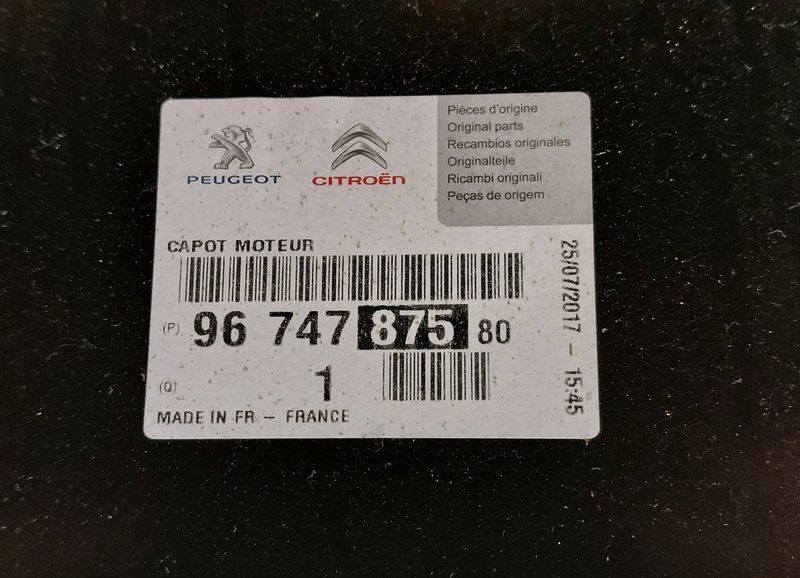 PEUGEOT
CITROËN
Pièces d'origine
Original parts
Recambios originales
Originalteile
Ricambi originali
Peças de origem
CAPOT MOTEUR
(P) 96 747 875 80
(Q) 1
MADE IN FR - FRANCE
25/07/2017 - 15:45